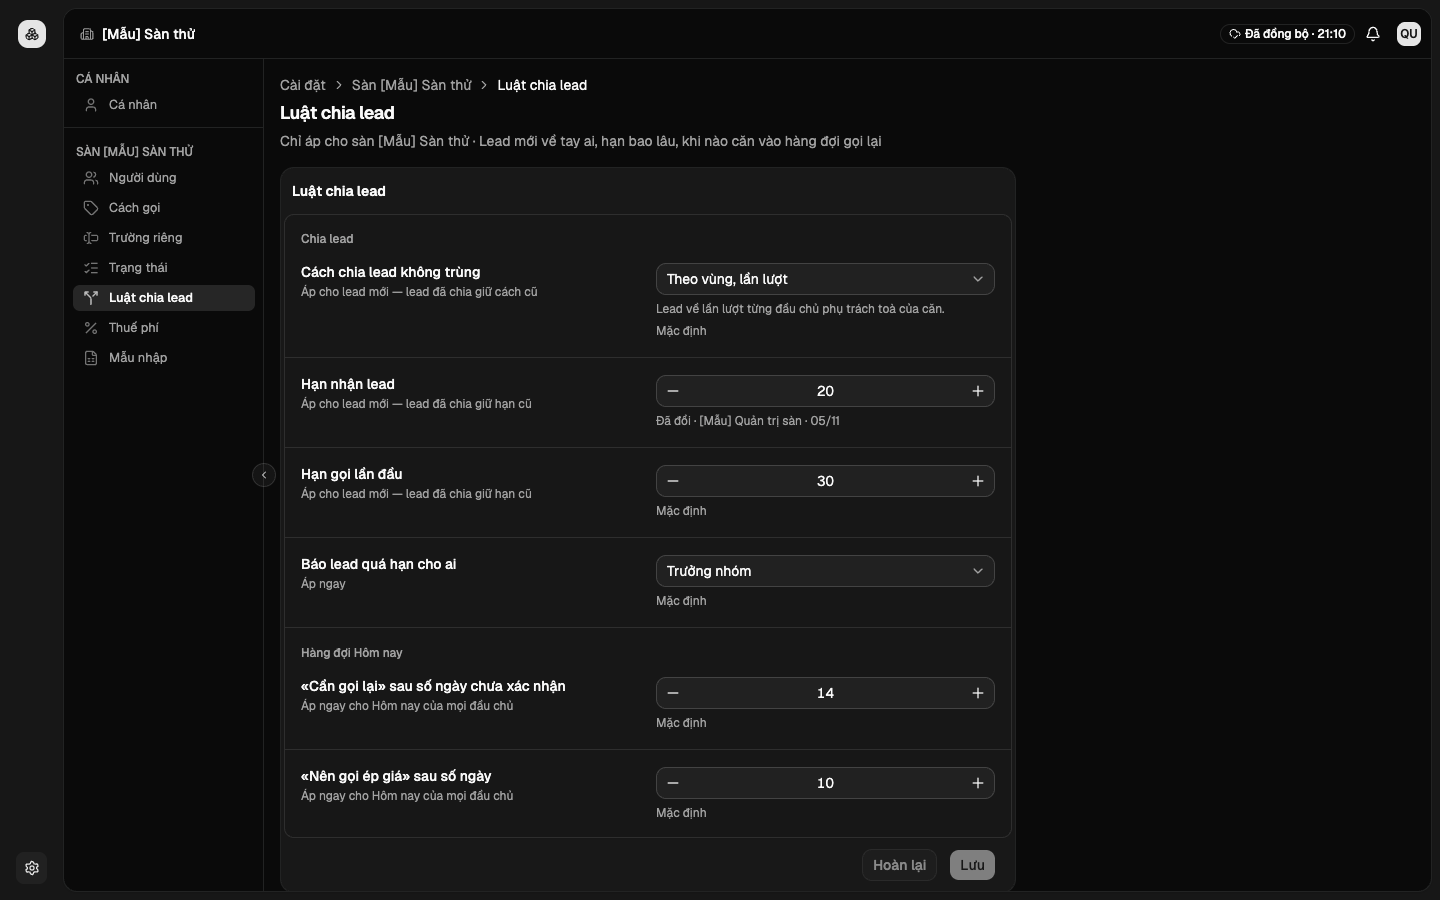 [Mẫu] Sàn thử
Đã đồng bộ · 21:10
QU
CÁ NHÂN
Cá nhân
SÀN [MẪU] SÀN THỬ
Người dùng
Cách gọi
Trường riêng
Trạng thái
Luật chia lead
Thuế phí
Mẫu nhập
Cài đặt > Sàn [Mẫu] Sàn thử > Luật chia lead
Luật chia lead
Chỉ áp cho sàn [Mẫu] Sàn thử · Lead mới về tay ai, hạn bao lâu, khi nào căn vào hàng đợi gọi lại
Luật chia lead
Chia lead
Cách chia lead không trùng
Áp cho lead mới — lead đã chia giữ cách cũ
Theo vùng, lần lượt
Lead về lần lượt từng đầu chủ phụ trách toà của căn.
Mặc định
Hạn nhận lead
Áp cho lead mới — lead đã chia giữ hạn cũ
20
Đã đổi · [Mẫu] Quản trị sàn · 05/11
Hạn gọi lần đầu
Áp cho lead mới — lead đã chia giữ hạn cũ
30
Mặc định
Báo lead quá hạn cho ai
Áp ngay
Trưởng nhóm
Mặc định
Hàng đợi Hôm nay
«Cần gọi lại» sau số ngày chưa xác nhận
Áp ngay cho Hôm nay của mọi đầu chủ
14
Mặc định
«Nên gọi ép giá» sau số ngày
Áp ngay cho Hôm nay của mọi đầu chủ
10
Mặc định
Hoàn lại
Lưu